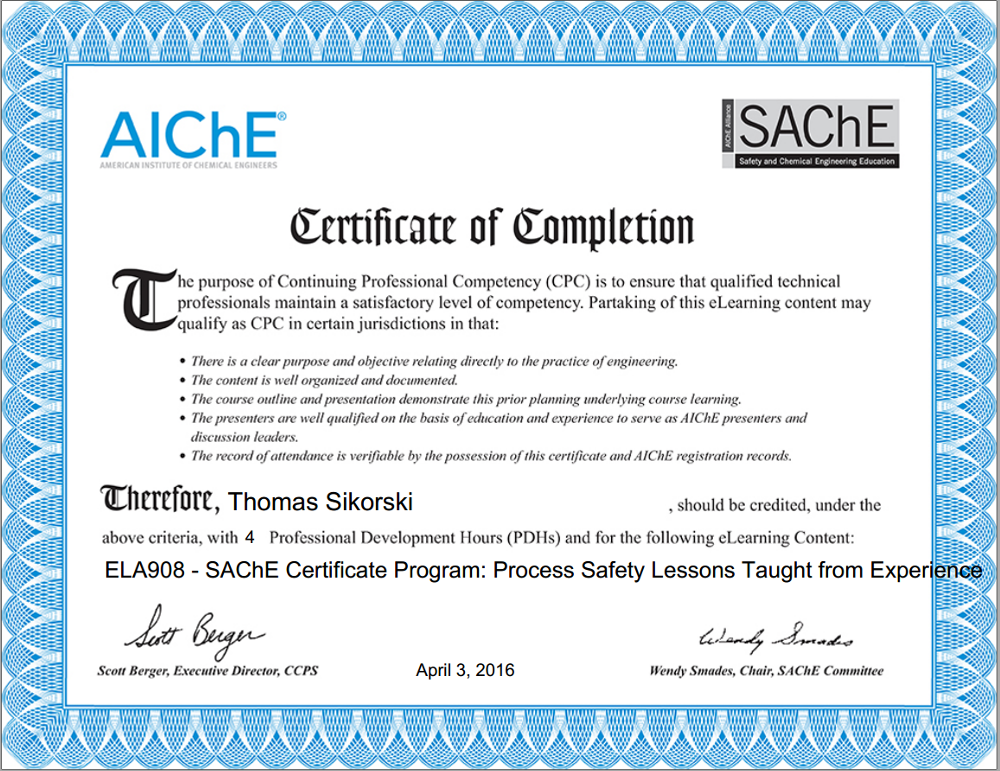 AIChE®
AMERICAN INSTITUTE OF CHEMICAL ENGINEERS
AIChE Alliance
SAChE
Safety and Chemical Engineering Education
Certificate of Completion
The purpose of Continuing Professional Competency (CPC) is to ensure that qualified technical
professionals maintain a satisfactory level of competency. Partaking of this eLearning content may
qualify as CPC in certain jurisdictions in that:
• There is a clear purpose and objective relating directly to the practice of engineering.
• The content is well organized and documented.
• The course outline and presentation demonstrate this prior planning underlying course learning.
• The presenters are well qualified on the basis of education and experience to serve as AIChE presenters and
discussion leaders.
• The record of attendance is verifiable by the possession of this certificate and AIChE registration records.
Therefore, Thomas Sikorski , should be credited, under the
above criteria, with 4 Professional Development Hours (PDHs) and for the following eLearning Content:
ELA908 - SAChE Certificate Program: Process Safety Lessons Taught from Experience
Scott Berger
Wendy Smades
Scott Berger, Executive Director, CCPS
April 3, 2016
Wendy Smades, Chair, SAChE Committee